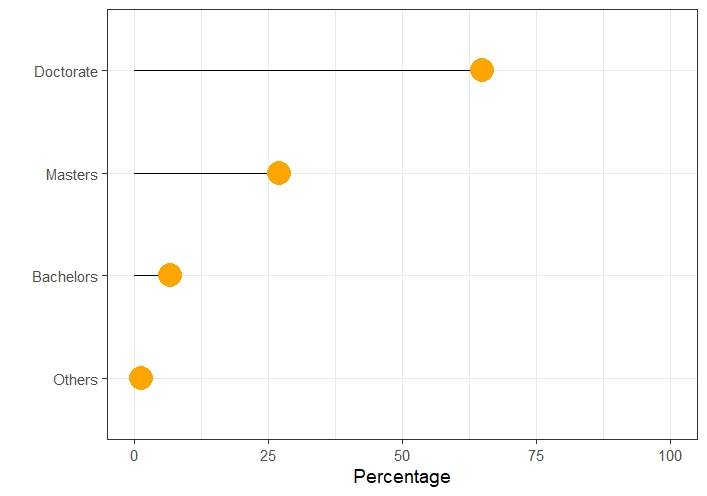 Doctorate
Masters
Bachelors
Others
0 25 50 75 100
Percentage